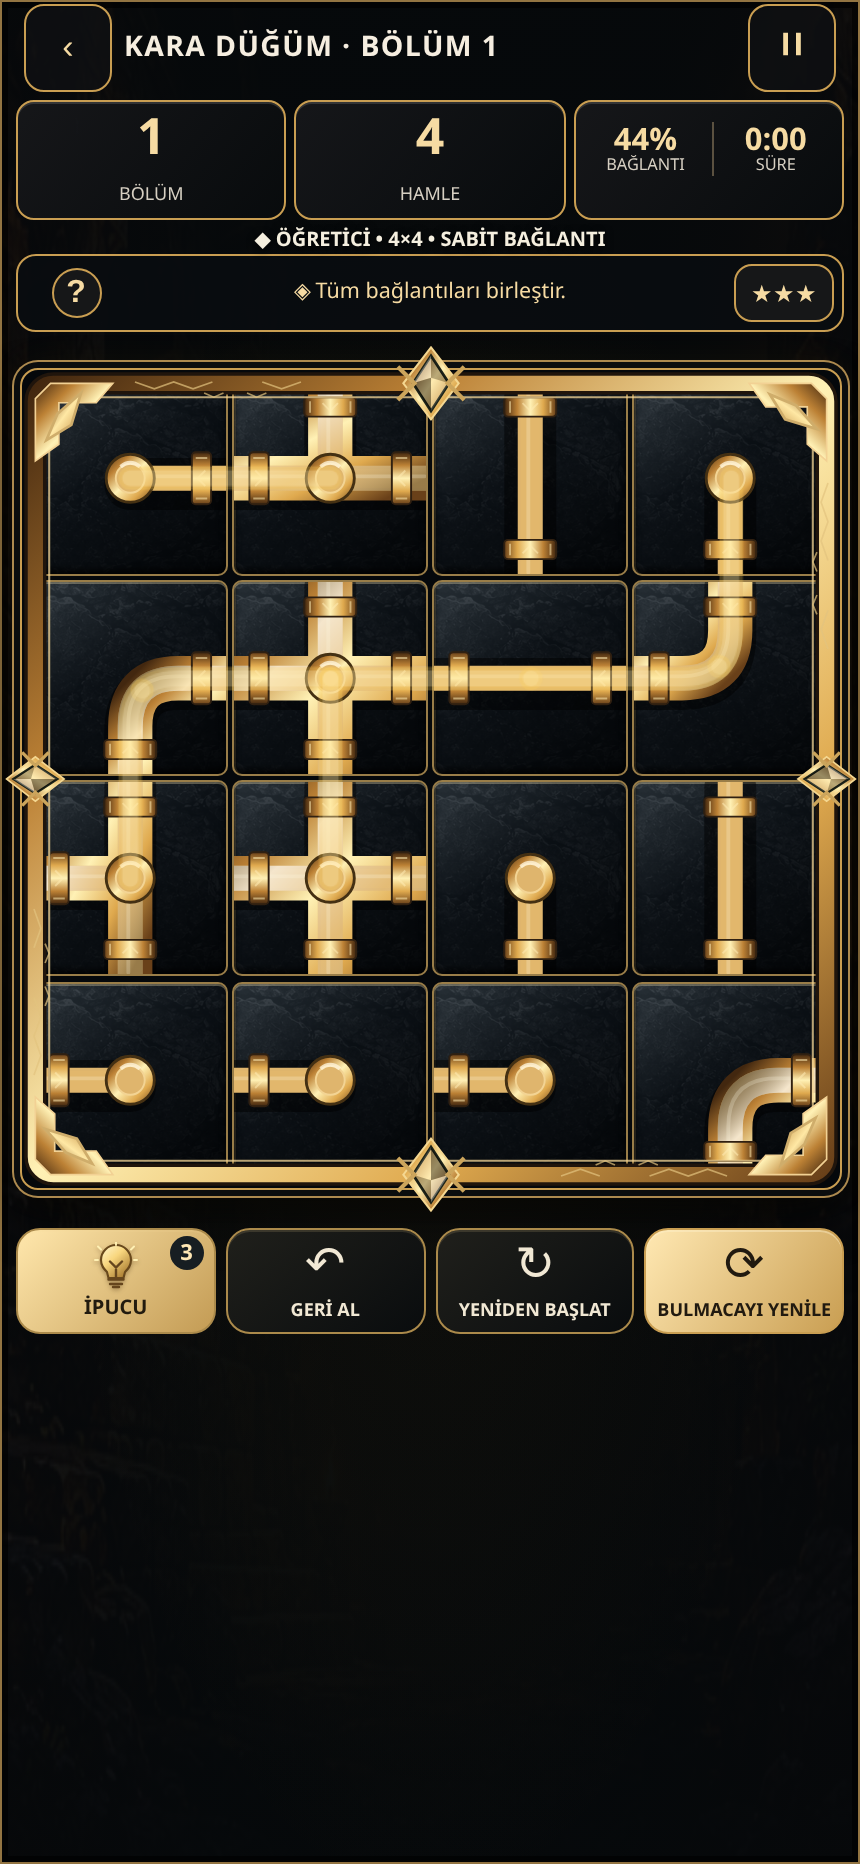 ‹ KARA DÜĞÜM · BÖLÜM 1
1
BÖLÜM
4
HAMLE
44%
BAĞLANTI
0:00
SÜRE
◆ ÖĞRETİCİ • 4×4 • SABİT BAĞLANTI
?
◈ Tüm bağlantıları birleştir.
★★★
3
İPUCU
GERİ AL
YENİDEN BAŞLAT
BULMACAYI YENİLE